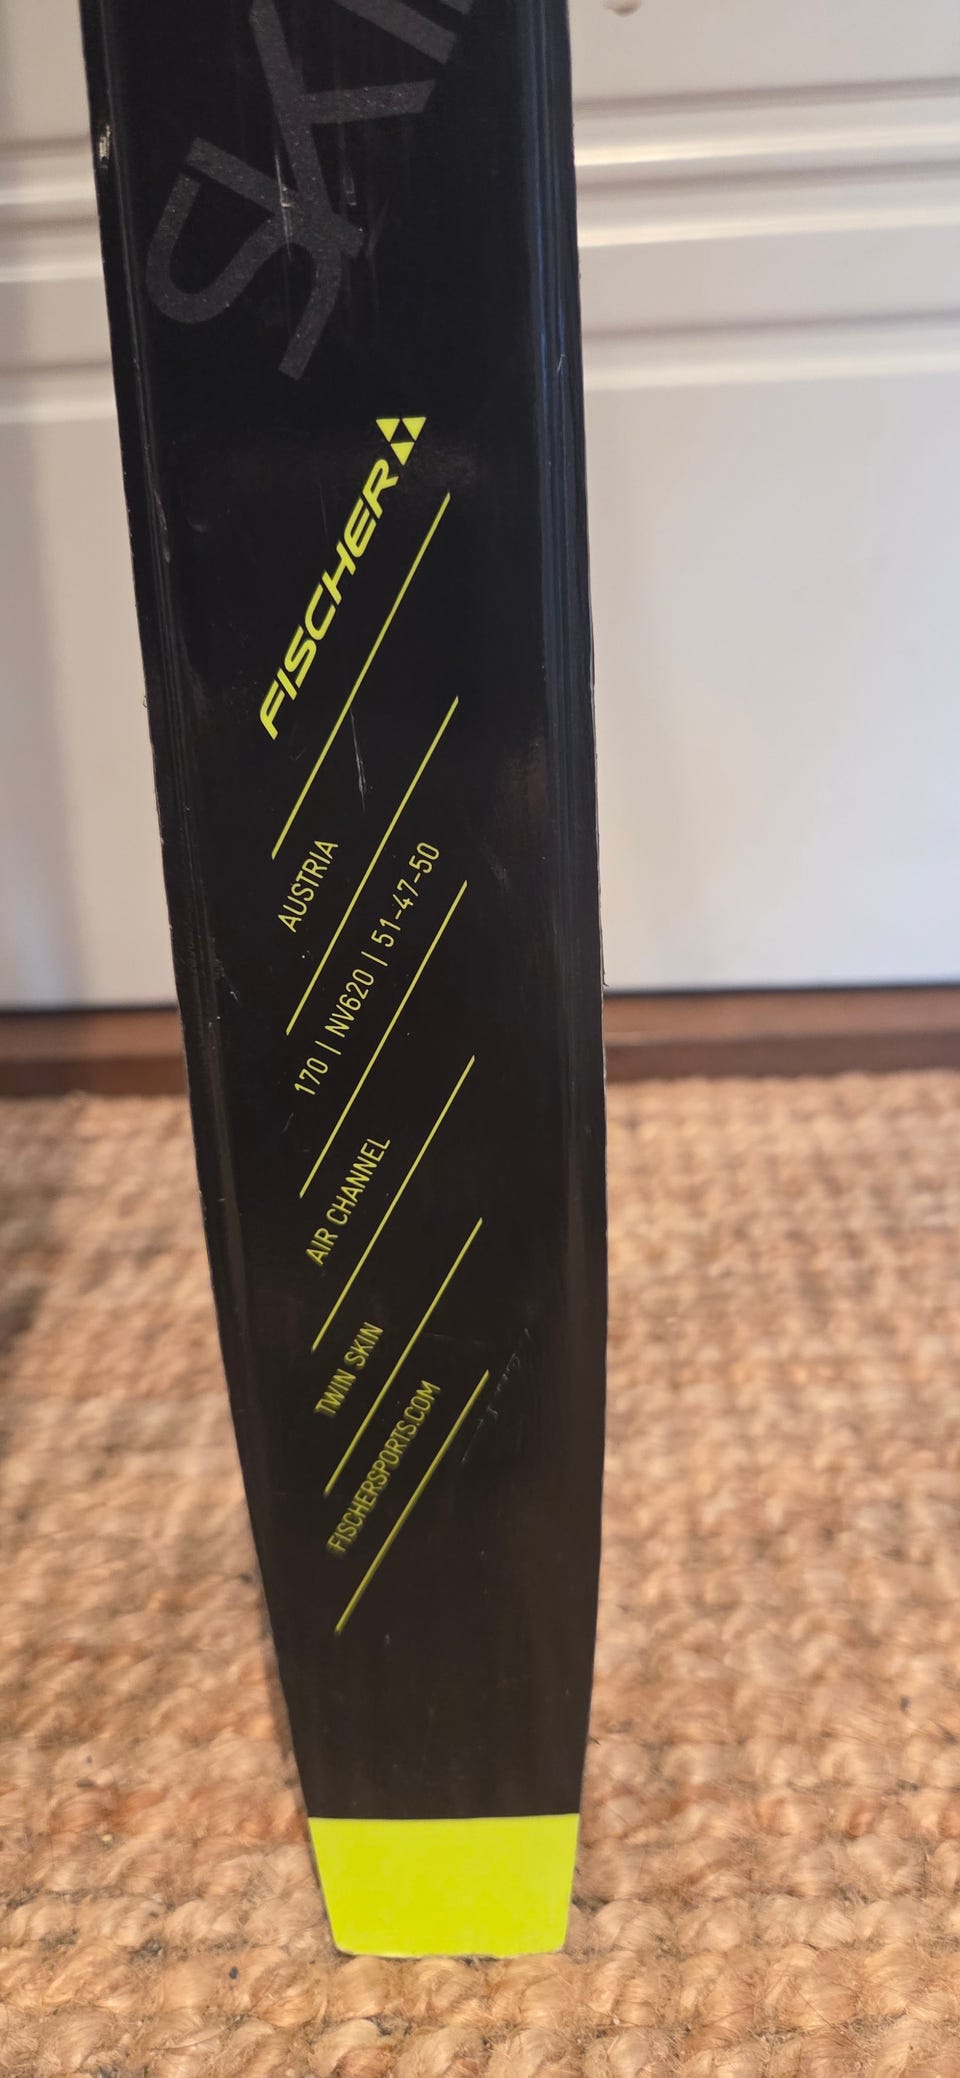 FISCHER
AUSTRIA
170 | NV620 | 51-47-50
AIR CHANNEL
TWIN SKIN
FISCHERSPORTS.COM